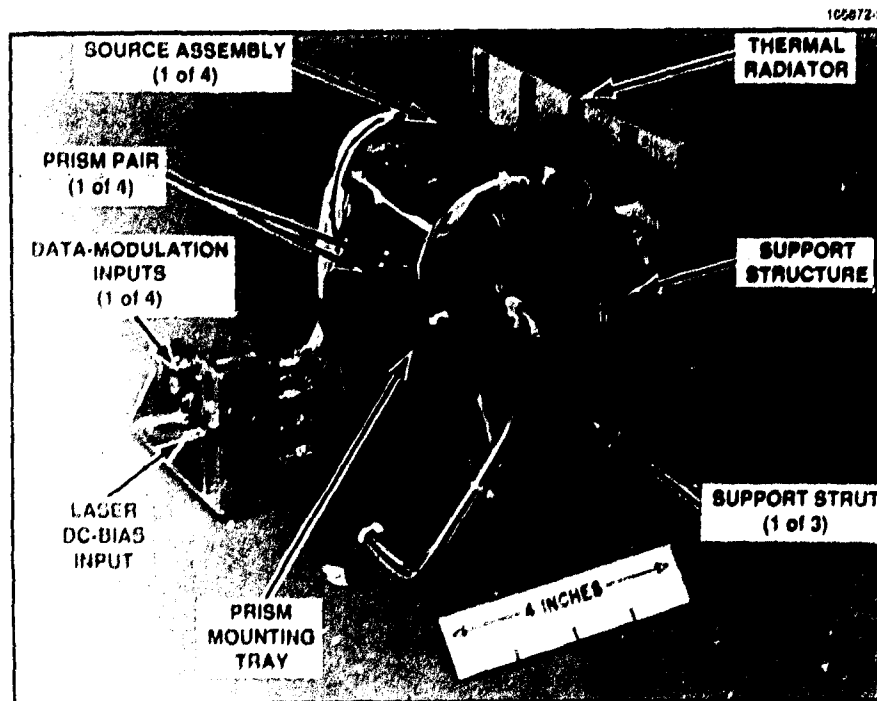 SOURCE ASSEMBLY
(1 of 4)
THERMAL
RADIATOR
PRISM PAIR
(1 of 4)
DATA-MODULATION
INPUTS
(1 of 4)
SUPPORT
STRUCTURE
LASER
DC-BIAS
INPUT
SUPPORT STRUT
(1 of 3)
PRISM
MOUNTING
TRAY
4 INCHES